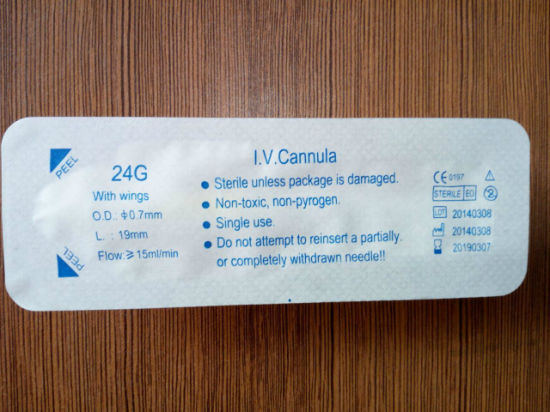 PEEL
24G
With wings
O.D.: ϕ0.7mm
L. : 19mm
Flow:≥15ml/min
PEEL
I.V.Cannula
● Sterile unless package is damaged.
● Non-toxic, non-pyrogen.
● Single use.
● Do not attempt to reinsert a partially.
or completely withdrawn needle!!
CE 0197
STERILE EO 2
LOT 20140308
20140308
20190307